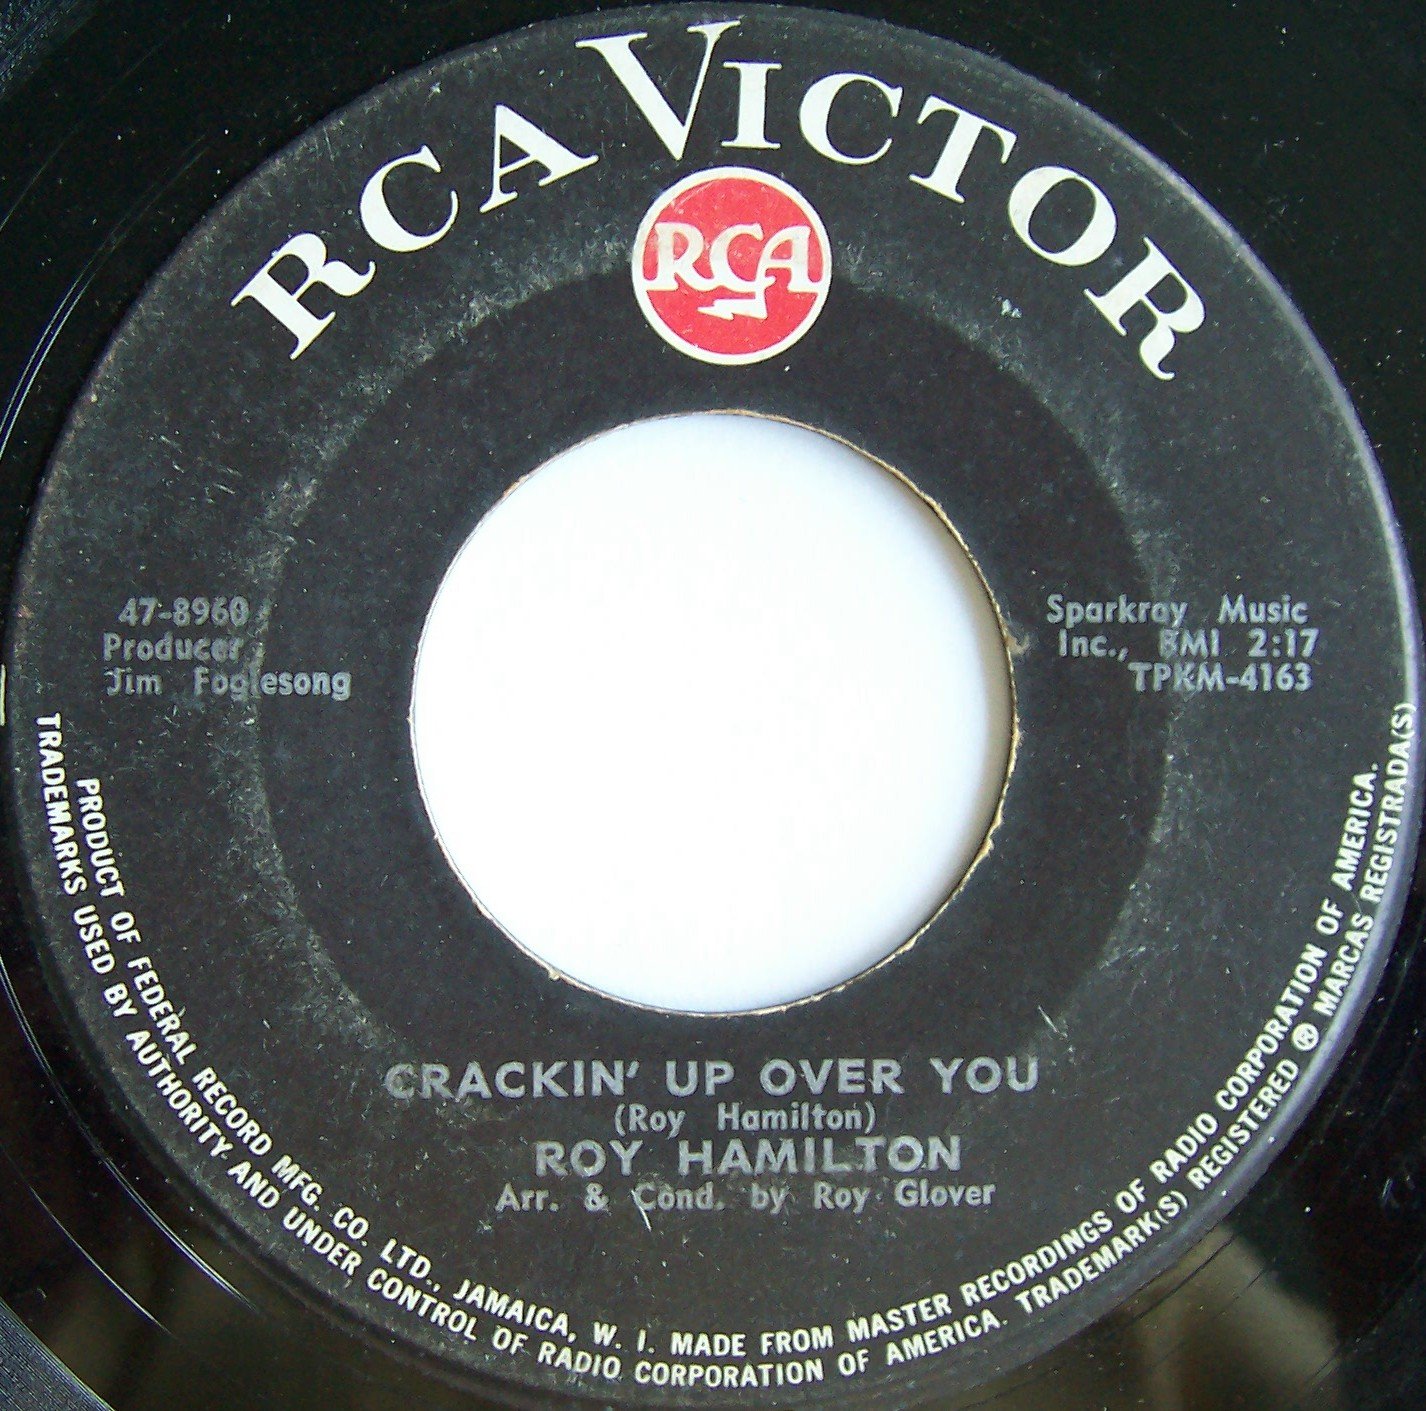 RCA VICTOR
RCA
47-8960
Producer
Jim Foglesong
Sparkray Music
Inc., BMI 2:17
TPKM-4163
CRACKIN' UP OVER YOU
(Roy Hamilton)
ROY HAMILTON
Arr. & Cond. by Roy Glover
PRODUCT OF FEDERAL RECORD MFG. CO. LTD., JAMAICA, W. I. MADE FROM MASTER RECORDINGS OF RADIO CORPORATION OF AMERICA.
TRADEMARKS USED BY AUTHORITY AND UNDER CONTROL OF RADIO CORPORATION OF AMERICA. TRADEMARK(S) REGISTERED ® MARCAS REGISTRADA(S)